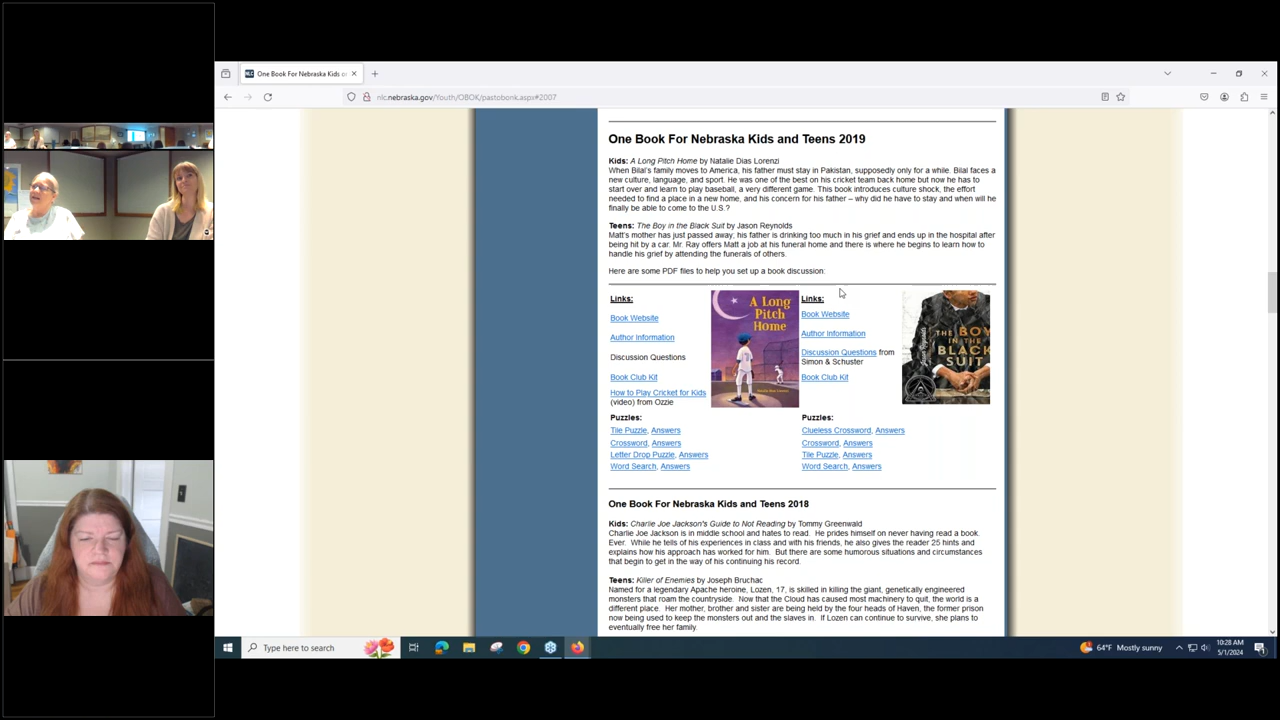 One Book For Nebraska Kids or
nlc.nebraska.gov/Youth/OBOK/pastobonk.aspx#2007
One Book For Nebraska Kids and Teens 2019
Kids: A Long Pitch Home by Natalie Dias Lorenzi
When Bilal's family moves to America, his father must stay in Pakistan, supposedly only for a while. Bilal faces a
new culture, language, and sport. He was one of the best on his cricket team back home but now he has to
start over and learn to play baseball, a very different game. This book introduces culture shock, the effort
needed to find a place in a new home, and his concern for his father – why did he have to stay and when will he
finally be able to come to the U.S.?
Teens: The Boy in the Black Suit by Jason Reynolds
Matt's mother has just passed away; his father is drinking too much in his grief and ends up in the hospital after
being hit by a car. Mr. Ray offers Matt a job at his funeral home and there is where he begins to learn how to
handle his grief by attending the funerals of others.
Here are some PDF files to help you set up a book discussion:
Links:
Book Website
Author Information
Discussion Questions
Book Club Kit
How to Play Cricket for Kids
(video) from Ozzie
A Long
Pitch
Home
Links:
Book Website
Author Information
Discussion Questions from
Simon & Schuster
Book Club Kit
THE BOY
IN THE
BLACK
SUIT
Puzzles:
Tile Puzzle, Answers
Crossword, Answers
Letter Drop Puzzle, Answers
Word Search, Answers
Puzzles:
Clueless Crossword, Answers
Crossword, Answers
Tile Puzzle, Answers
Word Search, Answers
One Book For Nebraska Kids and Teens 2018
Kids: Charlie Joe Jackson's Guide to Not Reading by Tommy Greenwald
Charlie Joe Jackson is in middle school and hates to read. He prides himself on never having read a book.
Ever. While he tells of his experiences in class and with his friends, he also gives the reader 25 hints and
explains how his approach has worked for him. But there are some humorous situations and circumstances
that begin to get in the way of his continuing his record.
Teens: Killer of Enemies by Joseph Bruchac
Named for a legendary Apache heroine, Lozen, 17, is skilled in killing the giant, genetically engineered
monsters that roam the countryside. Now that the Cloud has caused most machinery to quit, the world is a
different place. Her mother, brother and sister are being held by the four heads of Haven, the former prison
now being used to keep the monsters out and the slaves in. If Lozen can continue to survive, she plans to
eventually free her family.
Type here to search
64°F Mostly sunny
10:28 AM
5/1/2024